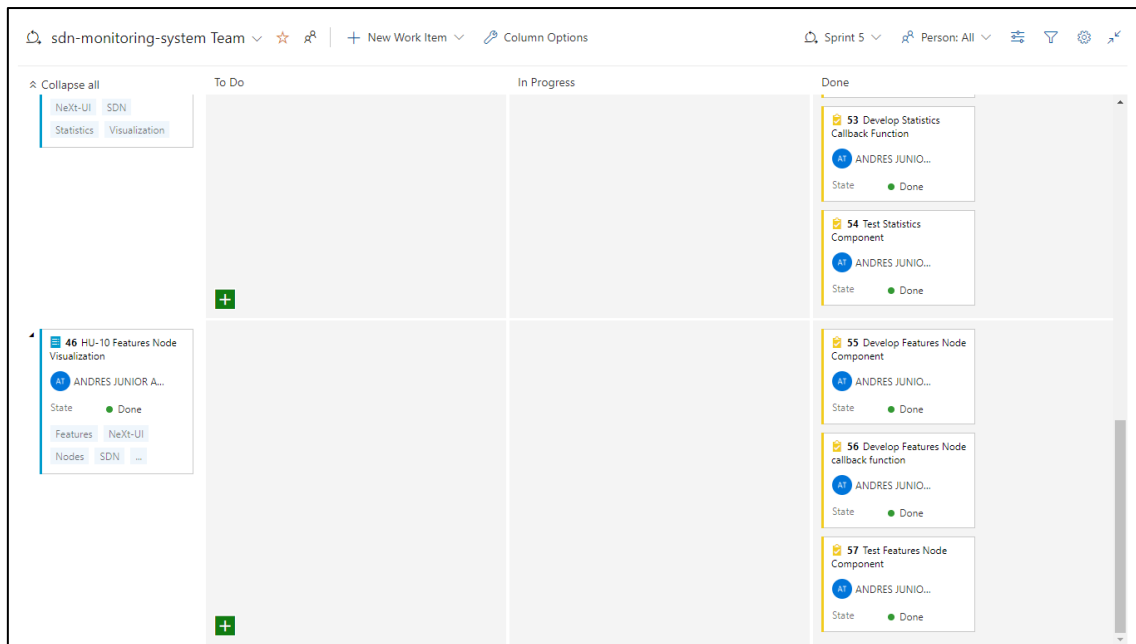 sdn-monitoring-system Team
New Work Item
Column Options
Sprint 5
Person: All
Collapse all
To Do
In Progress
Done
NeXt-UI SDN
Statistics Visualization
53 Develop Statistics
Callback Function
AT ANDRES JUNIO...
State Done
54 Test Statistics
Component
AT ANDRES JUNIO...
State Done
46 HU-10 Features Node
Visualization
AT ANDRES JUNIOR A...
State Done
Features NeXt-UI
Nodes SDN ...
55 Develop Features Node
Component
AT ANDRES JUNIO...
State Done
56 Develop Features Node
callback function
AT ANDRES JUNIO...
State Done
57 Test Features Node
Component
AT ANDRES JUNIO...
State Done